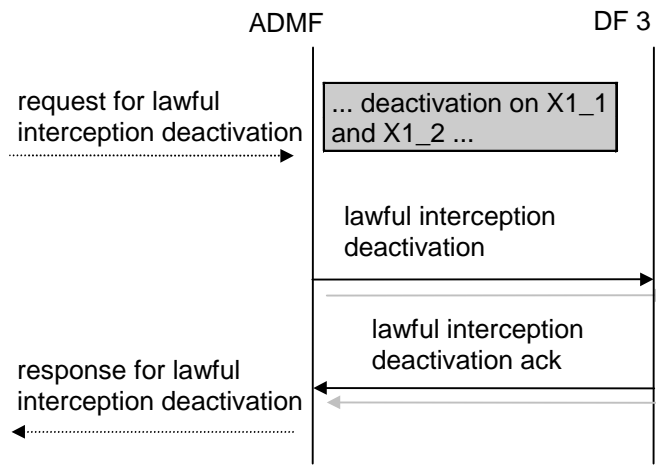 ADMF
DF 3
request for lawful
interception deactivation
... deactivation on X1_1
and X1_2 ...
lawful interception
deactivation
lawful interception
deactivation ack
response for lawful
interception deactivation